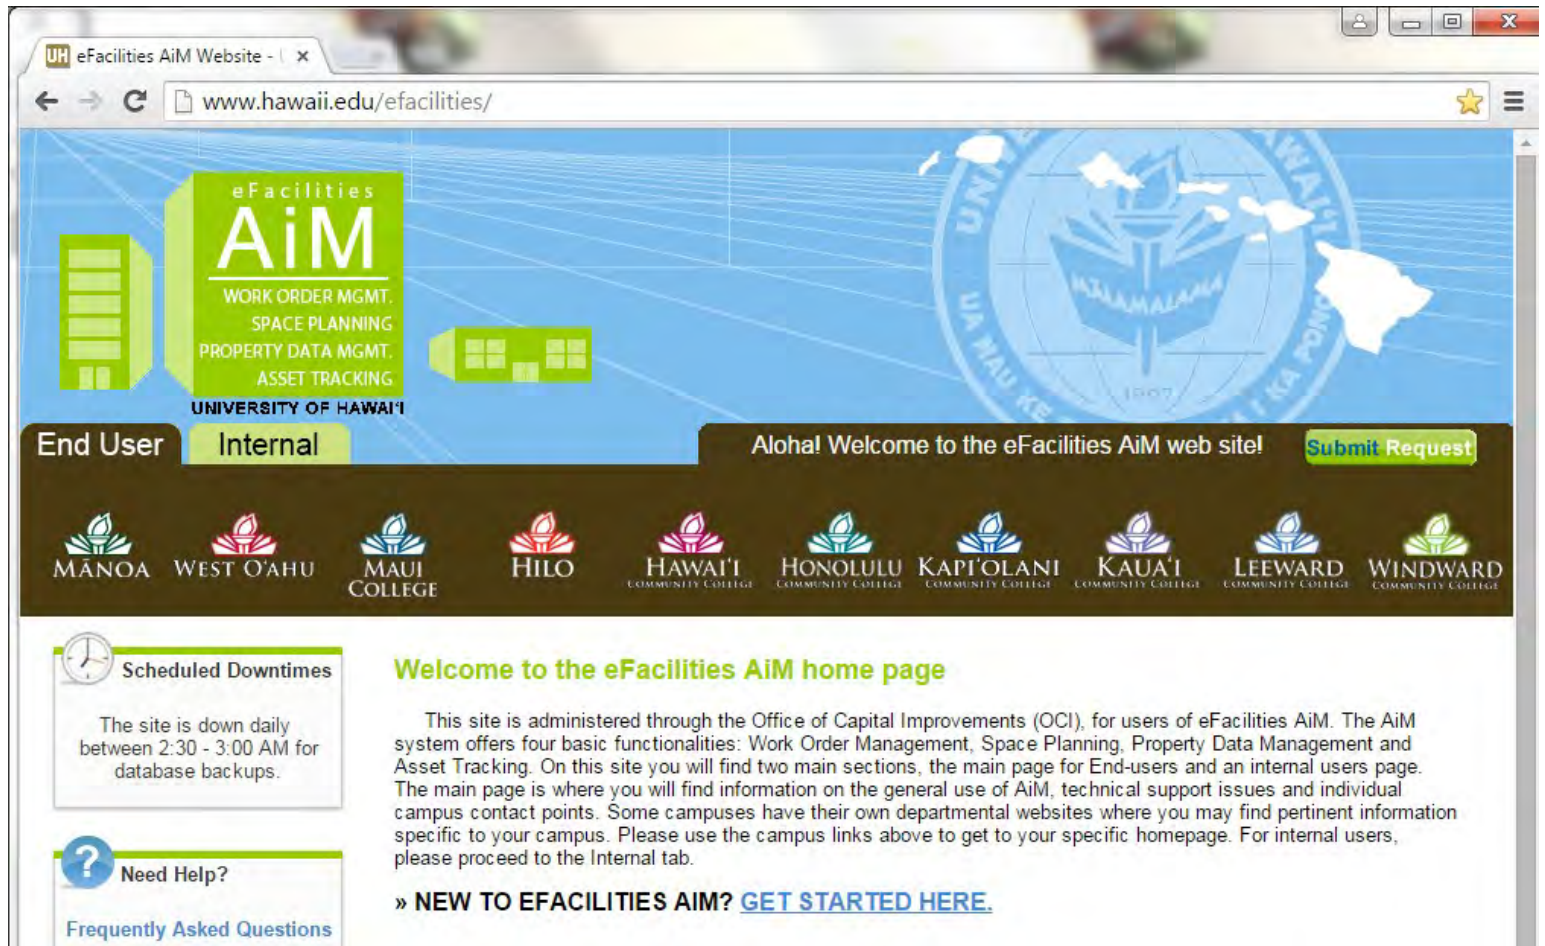 UH eFacilities AiM Website -
www.hawaii.edu/efacilities/
eFacilities
AiM
WORK ORDER MGMT.
SPACE PLANNING
PROPERTY DATA MGMT.
ASSET TRACKING
UNIVERSITY OF HAWAI'I
MALAMALAMA
1907
End User
Internal
Aloha! Welcome to the eFacilities AiM web site!
Submit Request
MĀNOA
WEST O'AHU
MAUI
COLLEGE
HILO
HAWAI'I
COMMUNITY COLLEGE
HONOLULU
COMMUNITY COLLEGE
KAPI'OLANI
COMMUNITY COLLEGE
KAUA'I
COMMUNITY COLLEGE
LEEWARD
COMMUNITY COLLEGE
WINDWARD
COMMUNITY COLLEGE
Scheduled Downtimes
The site is down daily
between 2:30 - 3:00 AM for
database backups.
Need Help?
Frequently Asked Questions
Welcome to the eFacilities AiM home page
This site is administered through the Office of Capital Improvements (OCI), for users of eFacilities AiM. The AiM
system offers four basic functionalities: Work Order Management, Space Planning, Property Data Management and
Asset Tracking. On this site you will find two main sections, the main page for End-users and an internal users page.
The main page is where you will find information on the general use of AiM, technical support issues and individual
campus contact points. Some campuses have their own departmental websites where you may find pertinent information
specific to your campus. Please use the campus links above to get to your specific homepage. For internal users,
please proceed to the Internal tab.
» NEW TO EFACILITIES AIM? GET STARTED HERE.